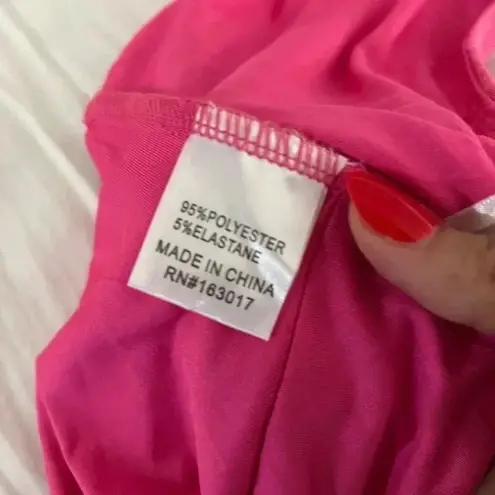 95%POLYESTER
5%ELASTANE
MADE IN CHINA
RN#163017